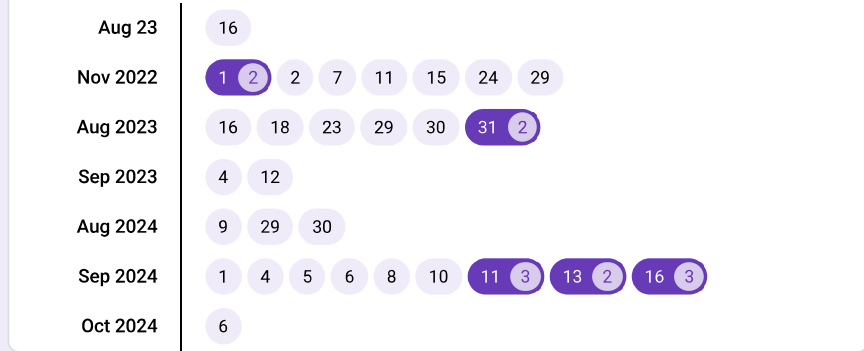 Aug 23 16
Nov 2022 1 2 2 7 11 15 24 29
Aug 2023 16 18 23 29 30 31 2
Sep 2023 4 12
Aug 2024 9 29 30
Sep 2024 1 4 5 6 8 10 11 3 13 2 16 3
Oct 2024 6